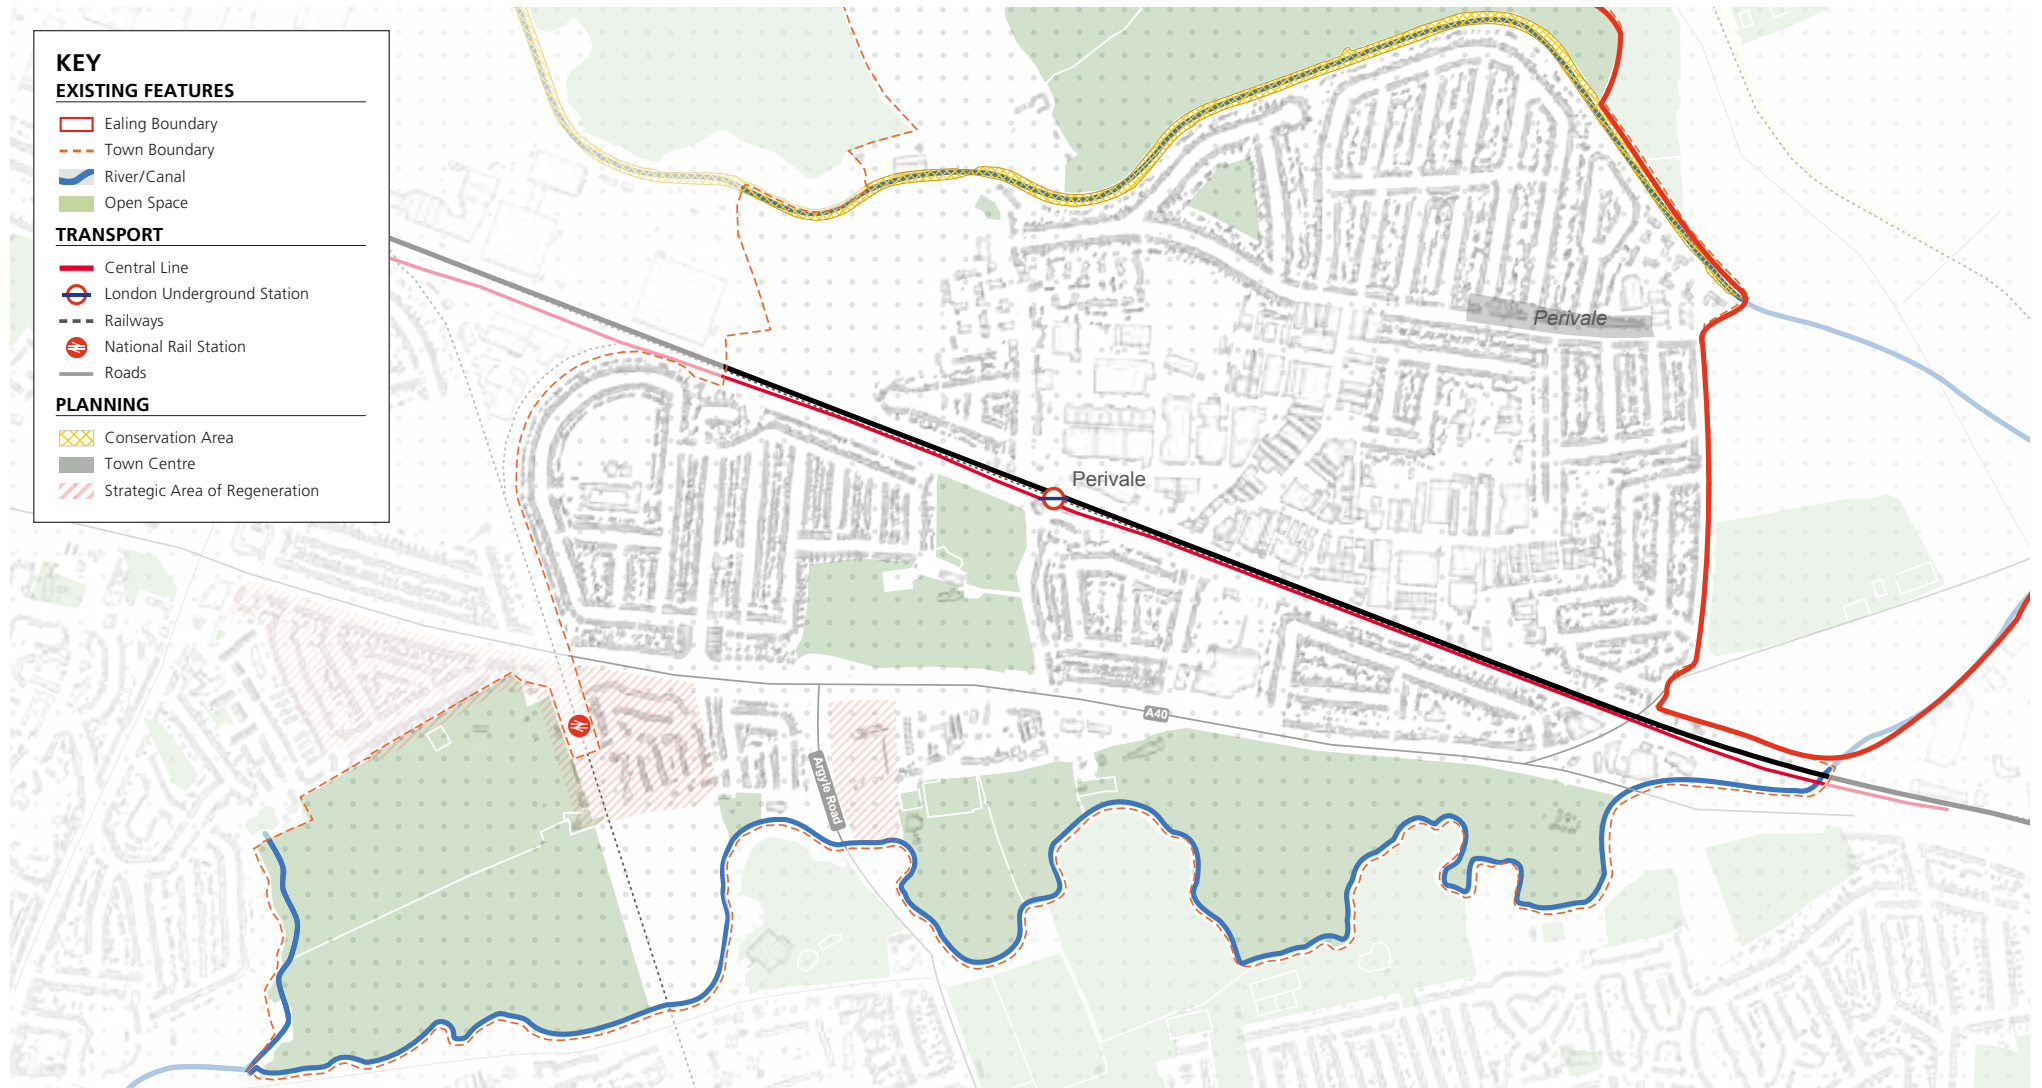 KEY
EXISTING FEATURES
Ealing Boundary
Town Boundary
River/Canal
Open Space
TRANSPORT
Central Line
London Underground Station
Railways
National Rail Station
Roads
PLANNING
Conservation Area
Town Centre
Strategic Area of Regeneration
Perivale
Perivale
A40
Argyle Road